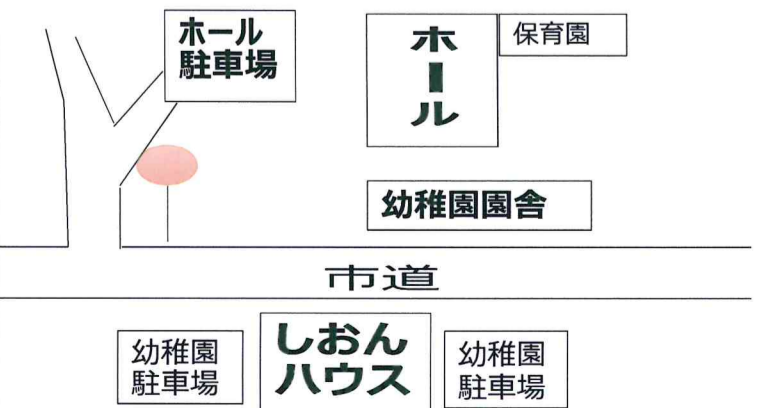 ホール
駐車場
ホール
保育園
幼稚園園舎
市道
幼稚園
駐車場
しおん
ハウス
幼稚園
駐車場